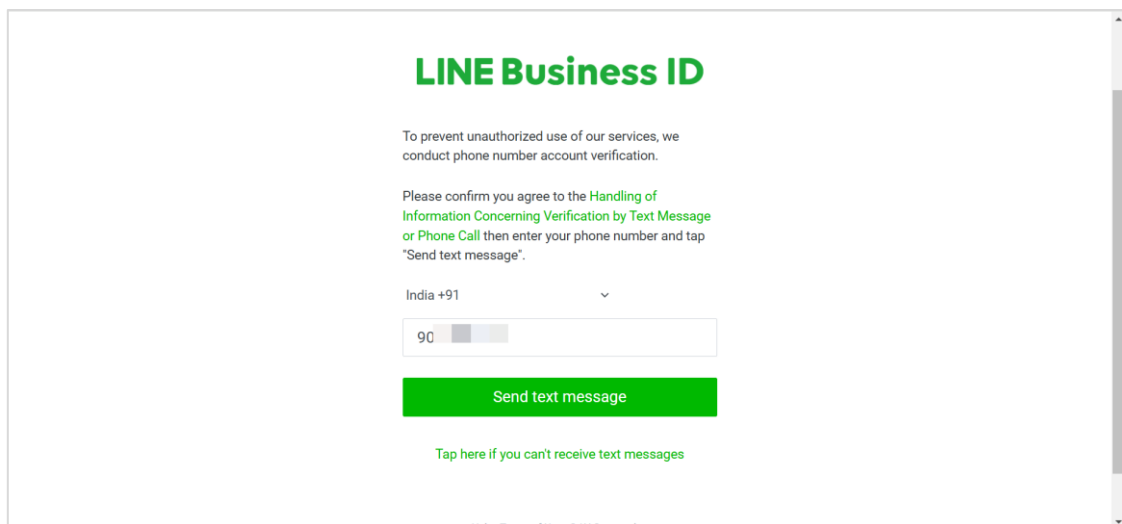 LINE Business ID
To prevent unauthorized use of our services, we
conduct phone number account verification.
Please confirm you agree to the Handling of
Information Concerning Verification by Text Message
or Phone Call then enter your phone number and tap
"Send text message".
India +91
90
Send text message
Tap here if you can't receive text messages